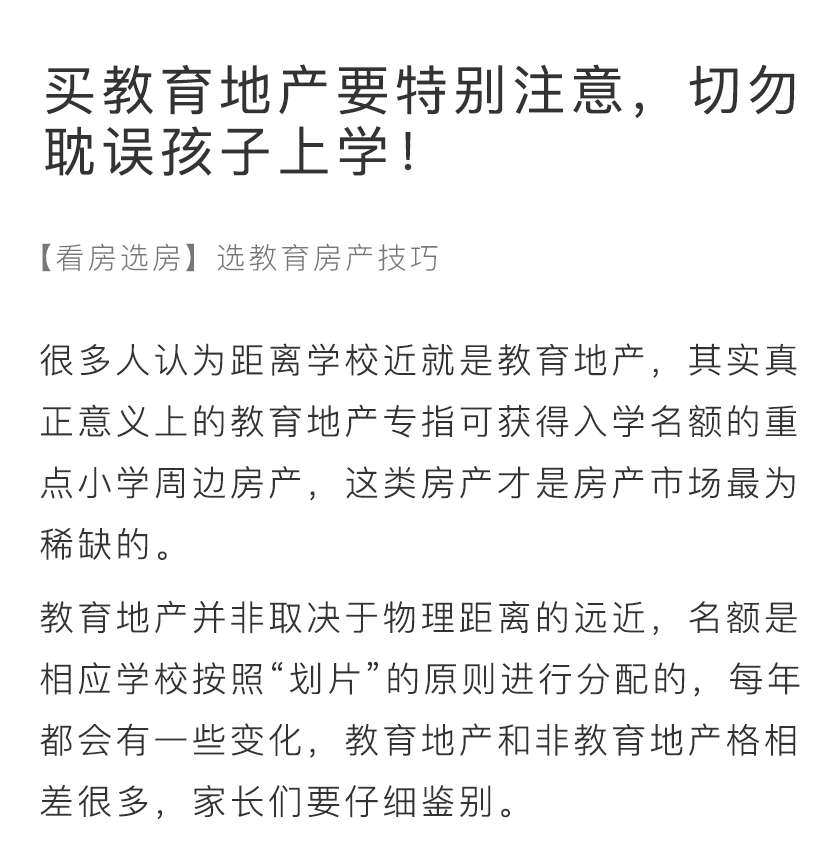 买教育地产要特别注意，切勿
耽误孩子上学！
【看房选房】选教育房产技巧
很多人认为距离学校近就是教育地产，其实真
正意义上的教育地产专指可获得入学名额的重
点小学周边房产，这类房产才是房产市场最为
稀缺的。
教育地产并非取决于物理距离的远近，名额是
相应学校按照“划片”的原则进行分配的，每年
都会有一些变化，教育地产和非教育地产格相
差很多，家长们要仔细鉴别。